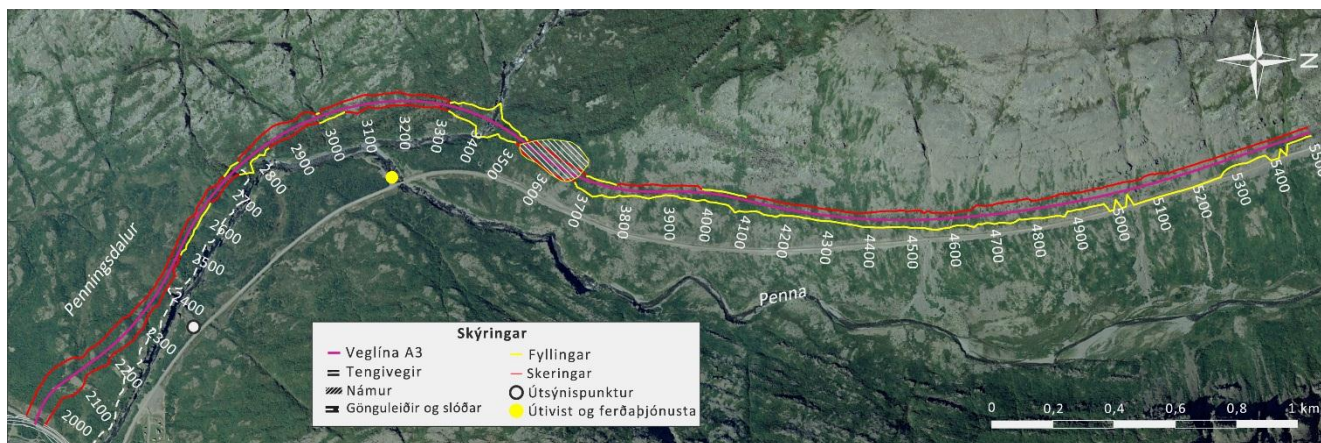 N
Penningsdalur
2000
2100
2200
2300
2400
2500
2600
2700
2800
2900
3000
3100
3200
3300
3400
3500
3600
3700
3800
3900
4000
4100
4200
4300
4400
4500
4600
4700
4800
4900
5000
5100
5200
5300
5400
5500
Penna
Skýringar
Veglína A3
Tengivegir
Námur
Gönguleiðir og slóðar
Fyllingar
Skeringar
Útsýnispunktur
Útivist og ferðaþjónusta
0 0,2 0,4 0,6 0,8 1 km